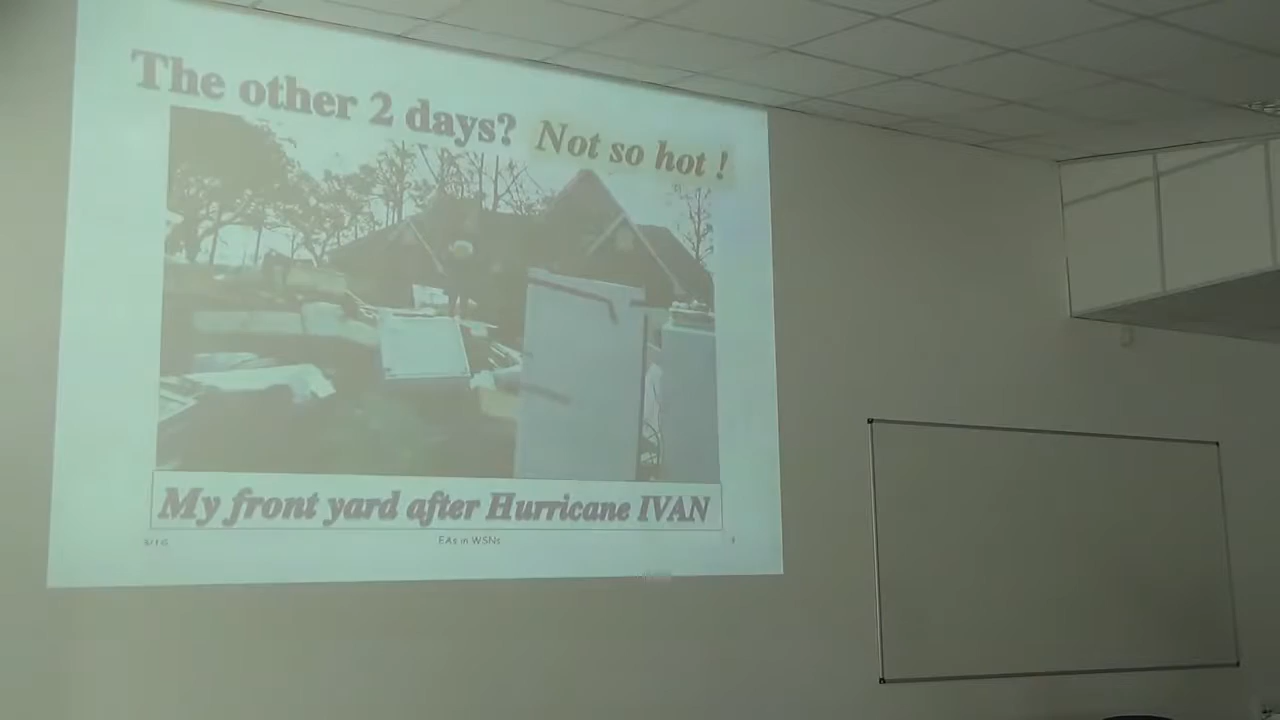 The other 2 days? Not so hot !
My front yard after Hurricane IVAN
EAs in WSNs